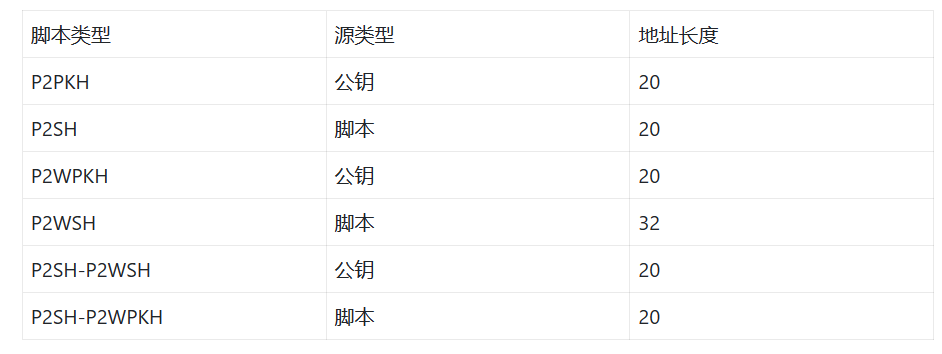 脚本类型 源类型 地址长度
P2PKH 公钥 20
P2SH 脚本 20
P2WPKH 公钥 20
P2WSH 脚本 32
P2SH-P2WSH 公钥 20
P2SH-P2WPKH 脚本 20